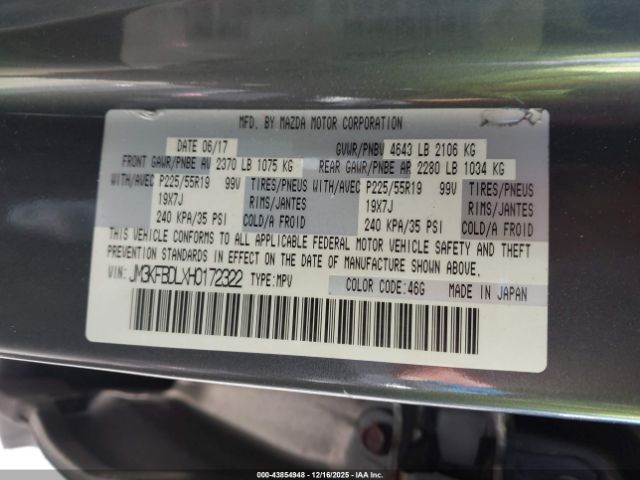 MFD. BY MAZDA MOTOR CORPORATION
DATE 06/17 GVWR/PNBV 4643 LB 2106 KG
FRONT GAWR/PNBE AV 2370 LB 1075 KG REAR GAWR/PNBE AR 2280 LB 1034 KG
WITH/AVEC P225/55R19 99V TIRES/PNEUS WITH/AVEC P225/55R19 99V TIRES/PNEUS
19X7J RIMS/JANTES 19X7J RIMS/JANTES
240 KPA/35 PSI COLD/A FROID 240 KPA/35 PSI COLD/A FROID
THIS VEHICLE CONFORMS TO ALL APPLICABLE FEDERAL MOTOR VEHICLE SAFETY AND THEFT
PREVENTION STANDARDS IN EFFECT ON THE DATE OF MANUFACTURE SHOWN ABOVE.
VIN: JM3KFBDLXH0172322 TYPE: MPV COLOR CODE: 46G MADE IN JAPAN
000-43854948 - 12/16/2025 - IAAI.COM